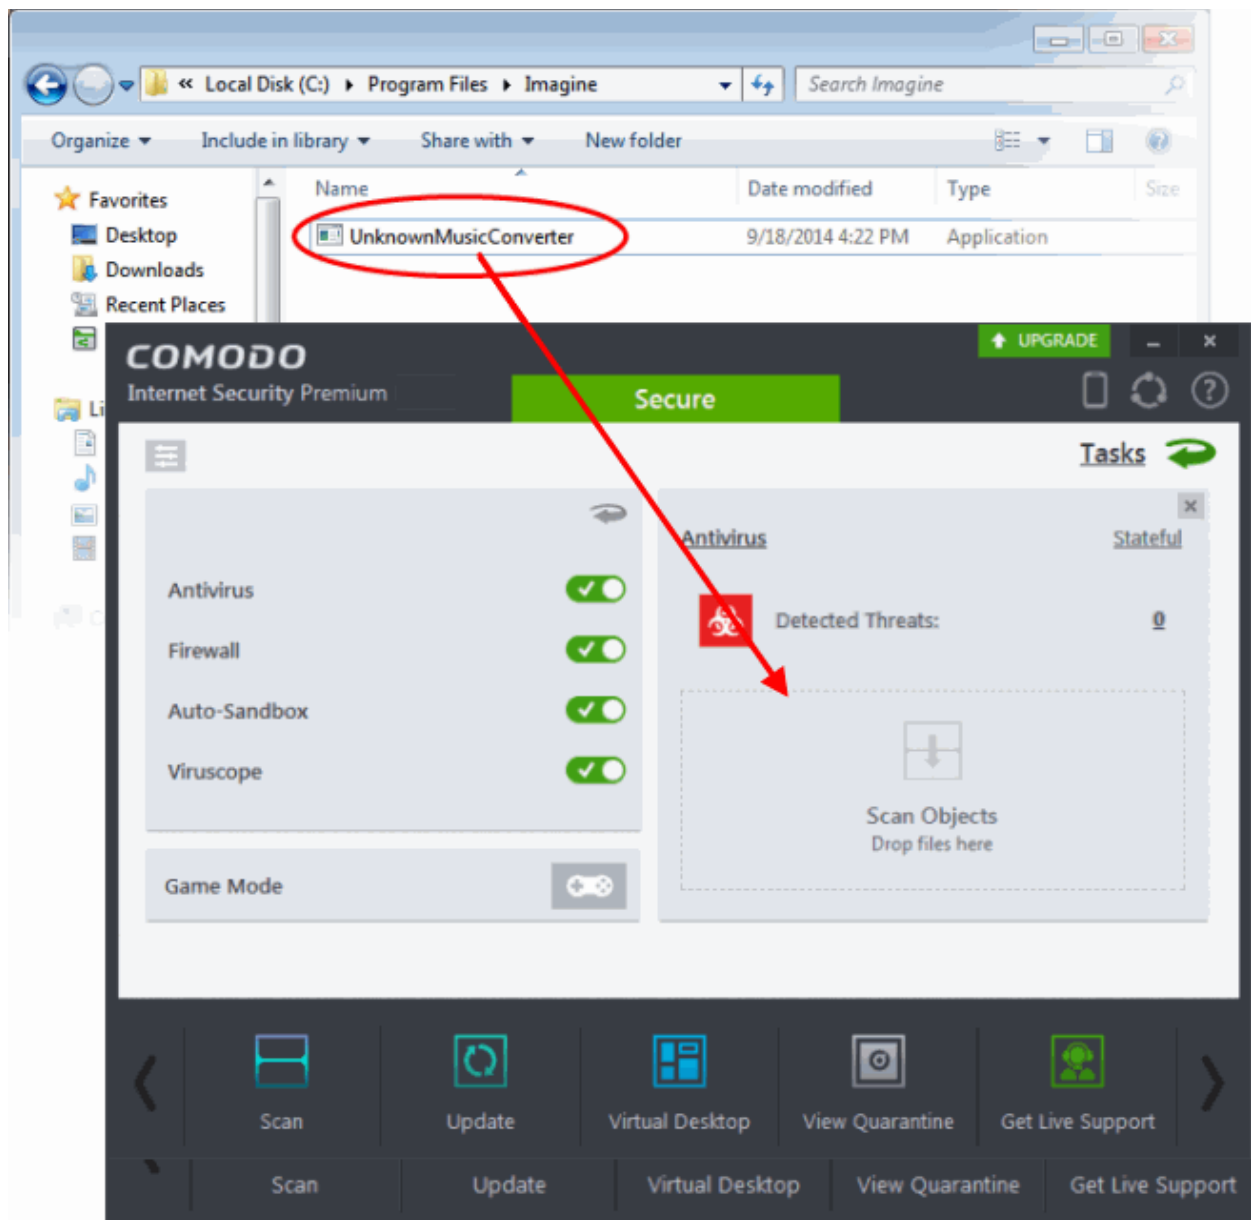 « Local Disk (C:) Program Files Imagine
Search Imagine
Organize Include in library Share with New folder
Name Date modified Type Size
Favorites
Desktop
Downloads
Recent Places
UnknownMusicConverter 9/18/2014 4:22 PM Application
Li
COMODO
Internet Security Premium
UPGRADE
Secure
Tasks
Antivirus
Firewall
Auto-Sandbox
Viruscope
Game Mode
Antivirus Stateful
Detected Threats: 0
Scan Objects
Drop files here
Scan Update Virtual Desktop View Quarantine Get Live Support
Scan Update Virtual Desktop View Quarantine Get Live Support